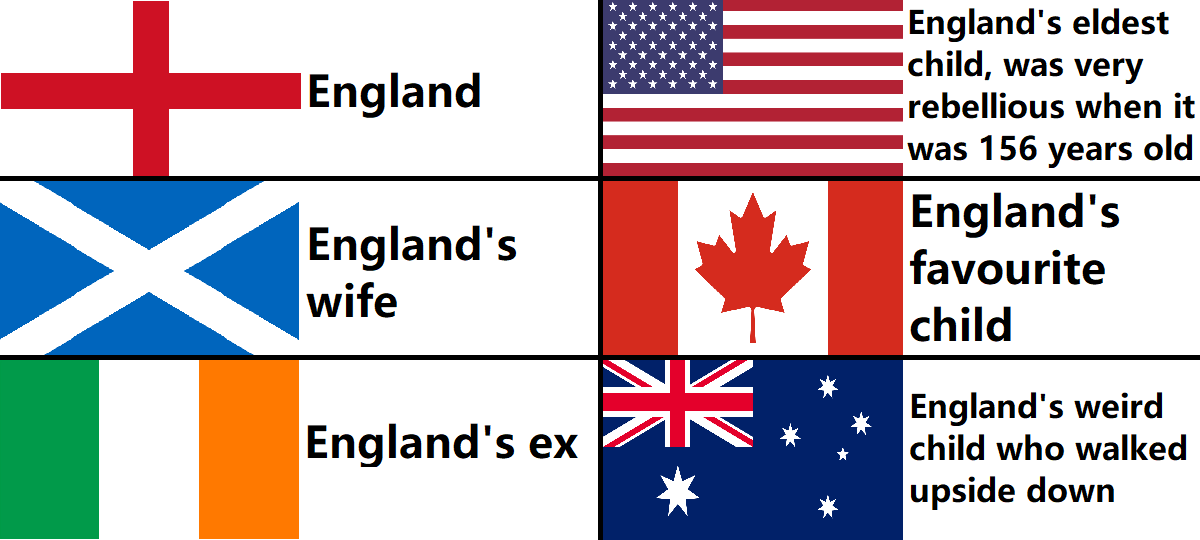 England
England's eldest
child, was very
rebellious when it
was 156 years old
England's
wife
England's
favourite
child
England's ex
England's weird
child who walked
upside down